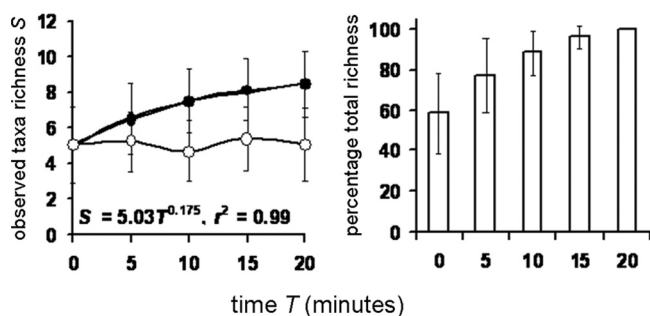 observed taxa richness S
12
10
8
6
4
2
0
S = 5.03T^0.175, r² = 0.99
0 5 10 15 20
percentage total richness
100
80
60
40
20
0
0 5 10 15 20
time T (minutes)